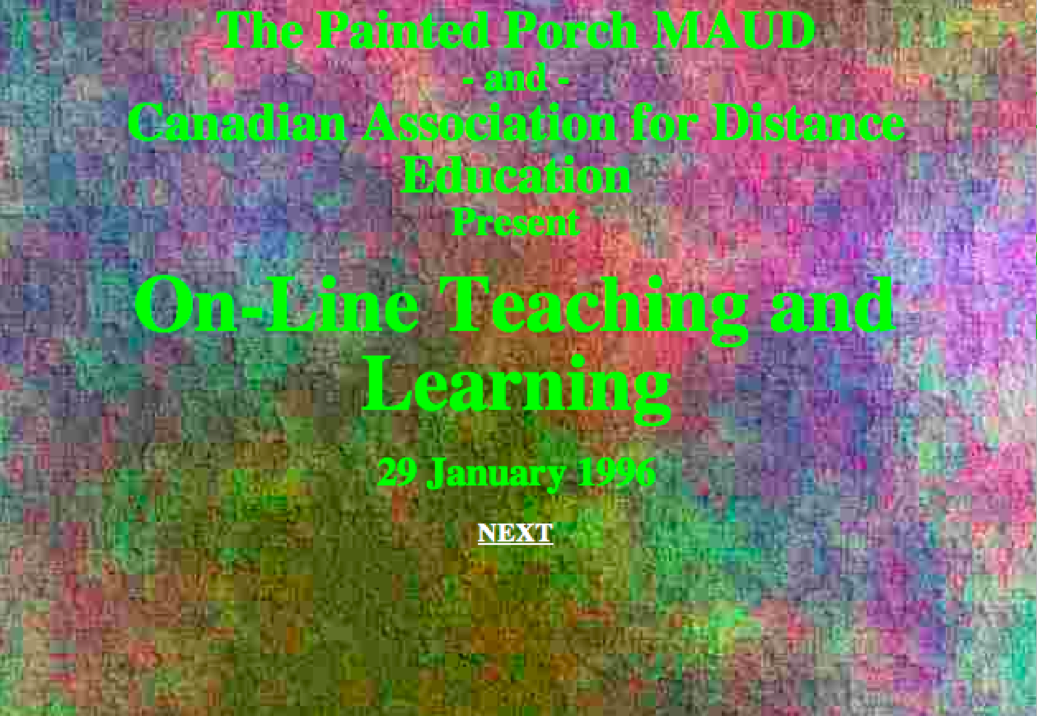 The Painted Porch MAUD
- and -
Canadian Association for Distance
Education
Present
On-Line Teaching and
Learning
29 January 1996
NEXT